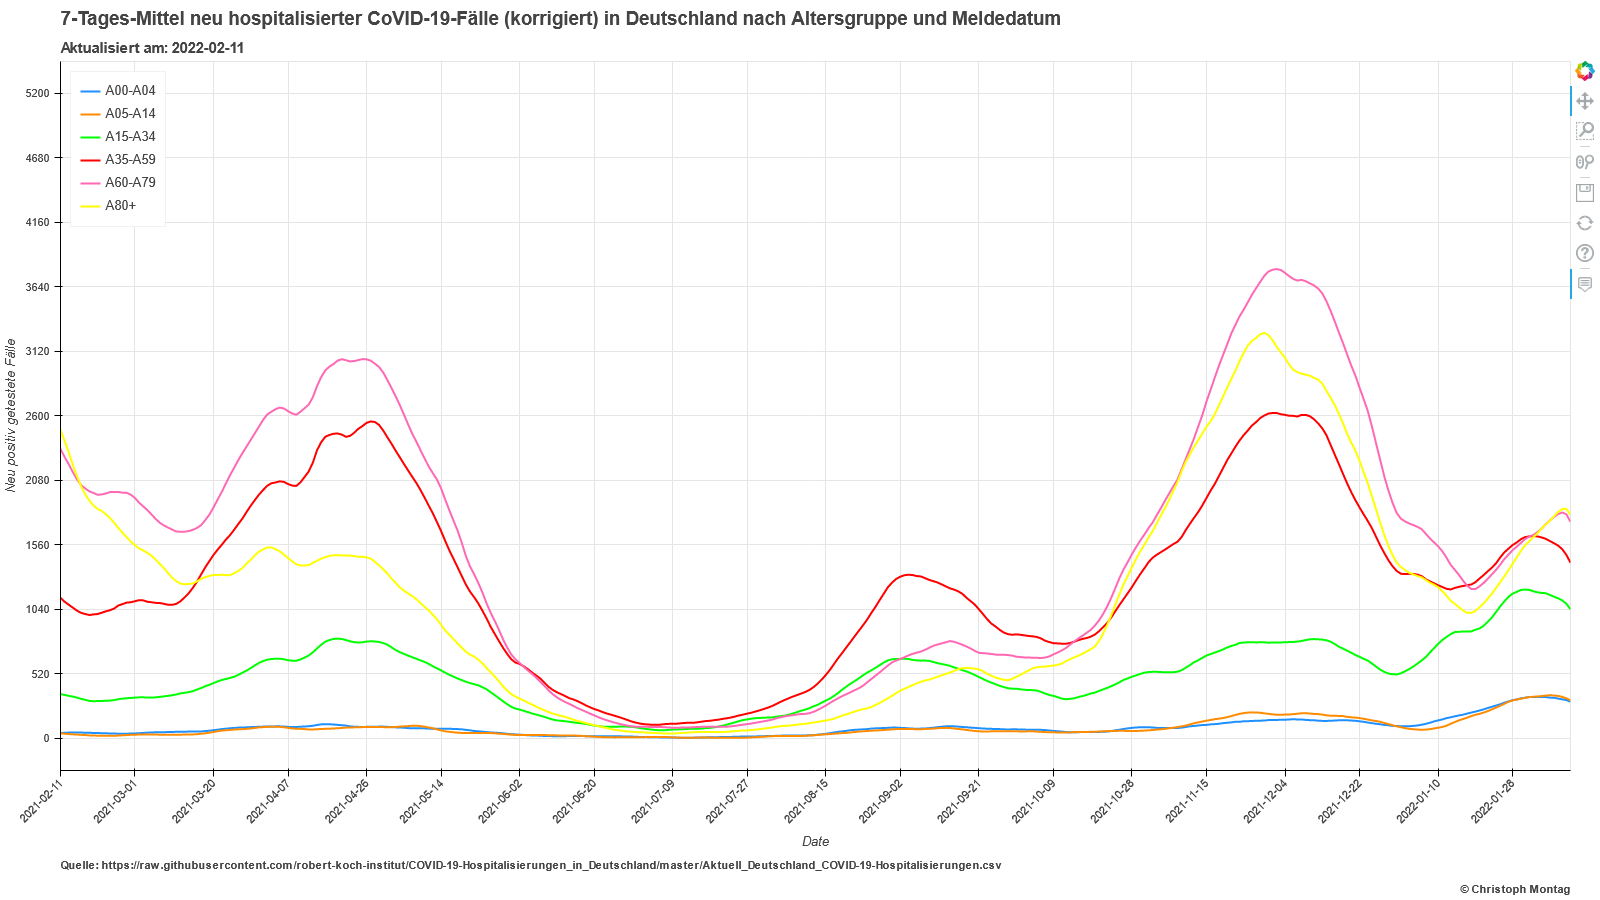 7-Tages-Mittel neu hospitalisierter CoVID-19-Fälle (korrigiert) in Deutschland nach Altersgruppe und Meldedatum
Aktualisiert am: 2022-02-11
A00-A04
A05-A14
A15-A34
A35-A59
A60-A79
A80+
5200
4680
4160
3640
3120
2600
2080
1560
1040
520
0
Neu positiv getestete Fälle
2021-02-11
2021-03-01
2021-03-20
2021-04-07
2021-04-26
2021-05-14
2021-06-02
2021-06-20
2021-07-09
2021-07-27
2021-08-15
2021-09-02
2021-09-21
2021-10-09
2021-10-28
2021-11-15
2021-12-04
2021-12-22
2022-01-10
2022-01-28
Date
Quelle: https://raw.githubusercontent.com/robert-koch-institut/COVID-19-Hospitalisierungen_in_Deutschland/master/Aktuell_Deutschland_COVID-19-Hospitalisierungen.csv
© Christoph Montag